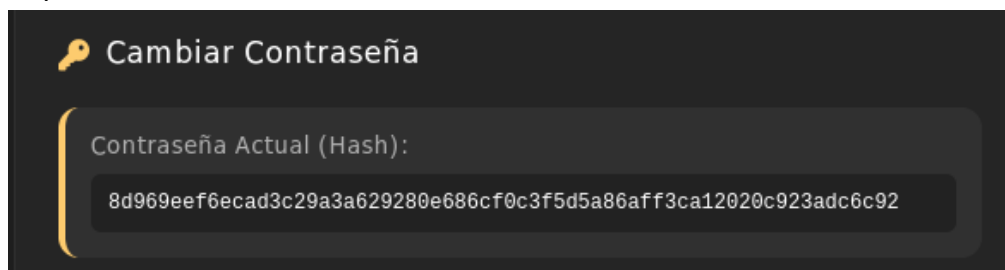 Cambiar Contraseña
Contraseña Actual (Hash):
8d969eef6ecad3c29a3a629280e686cf0c3f5d5a86aff3ca12020c923adc6c92